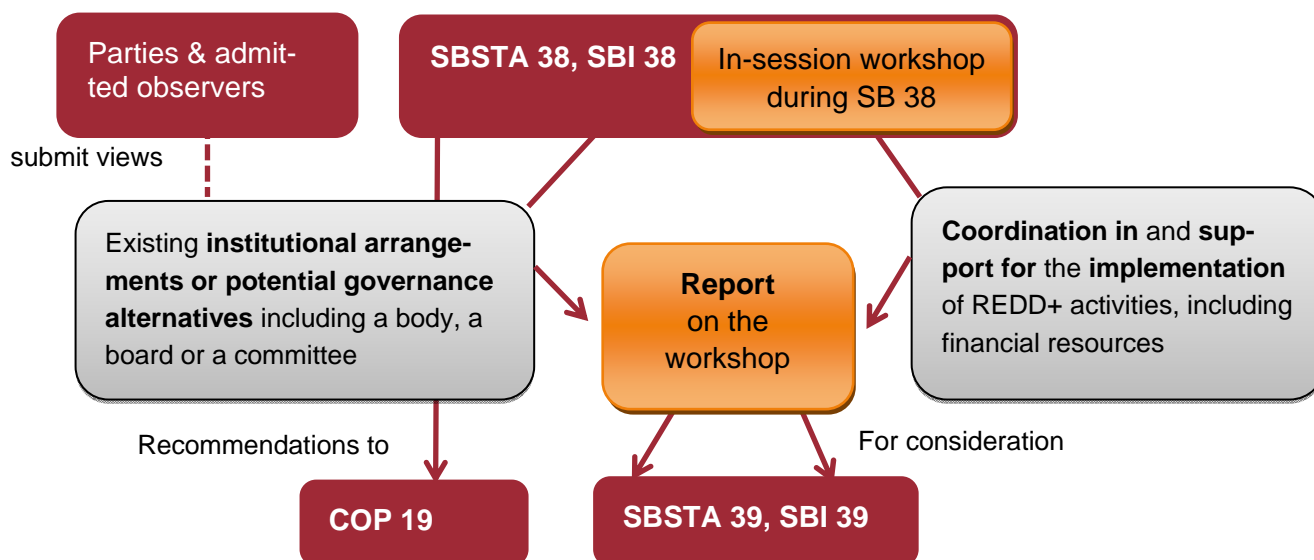 Parties & admit-
ted observers
SBSTA 38, SBI 38
In-session workshop
during SB 38
submit views
Existing institutional arrange-
ments or potential governance
alternatives including a body, a
board or a committee
Report
on the
workshop
Coordination in and sup-
port for the implementation
of REDD+ activities, including
financial resources
Recommendations to
For consideration
COP 19
SBSTA 39, SBI 39